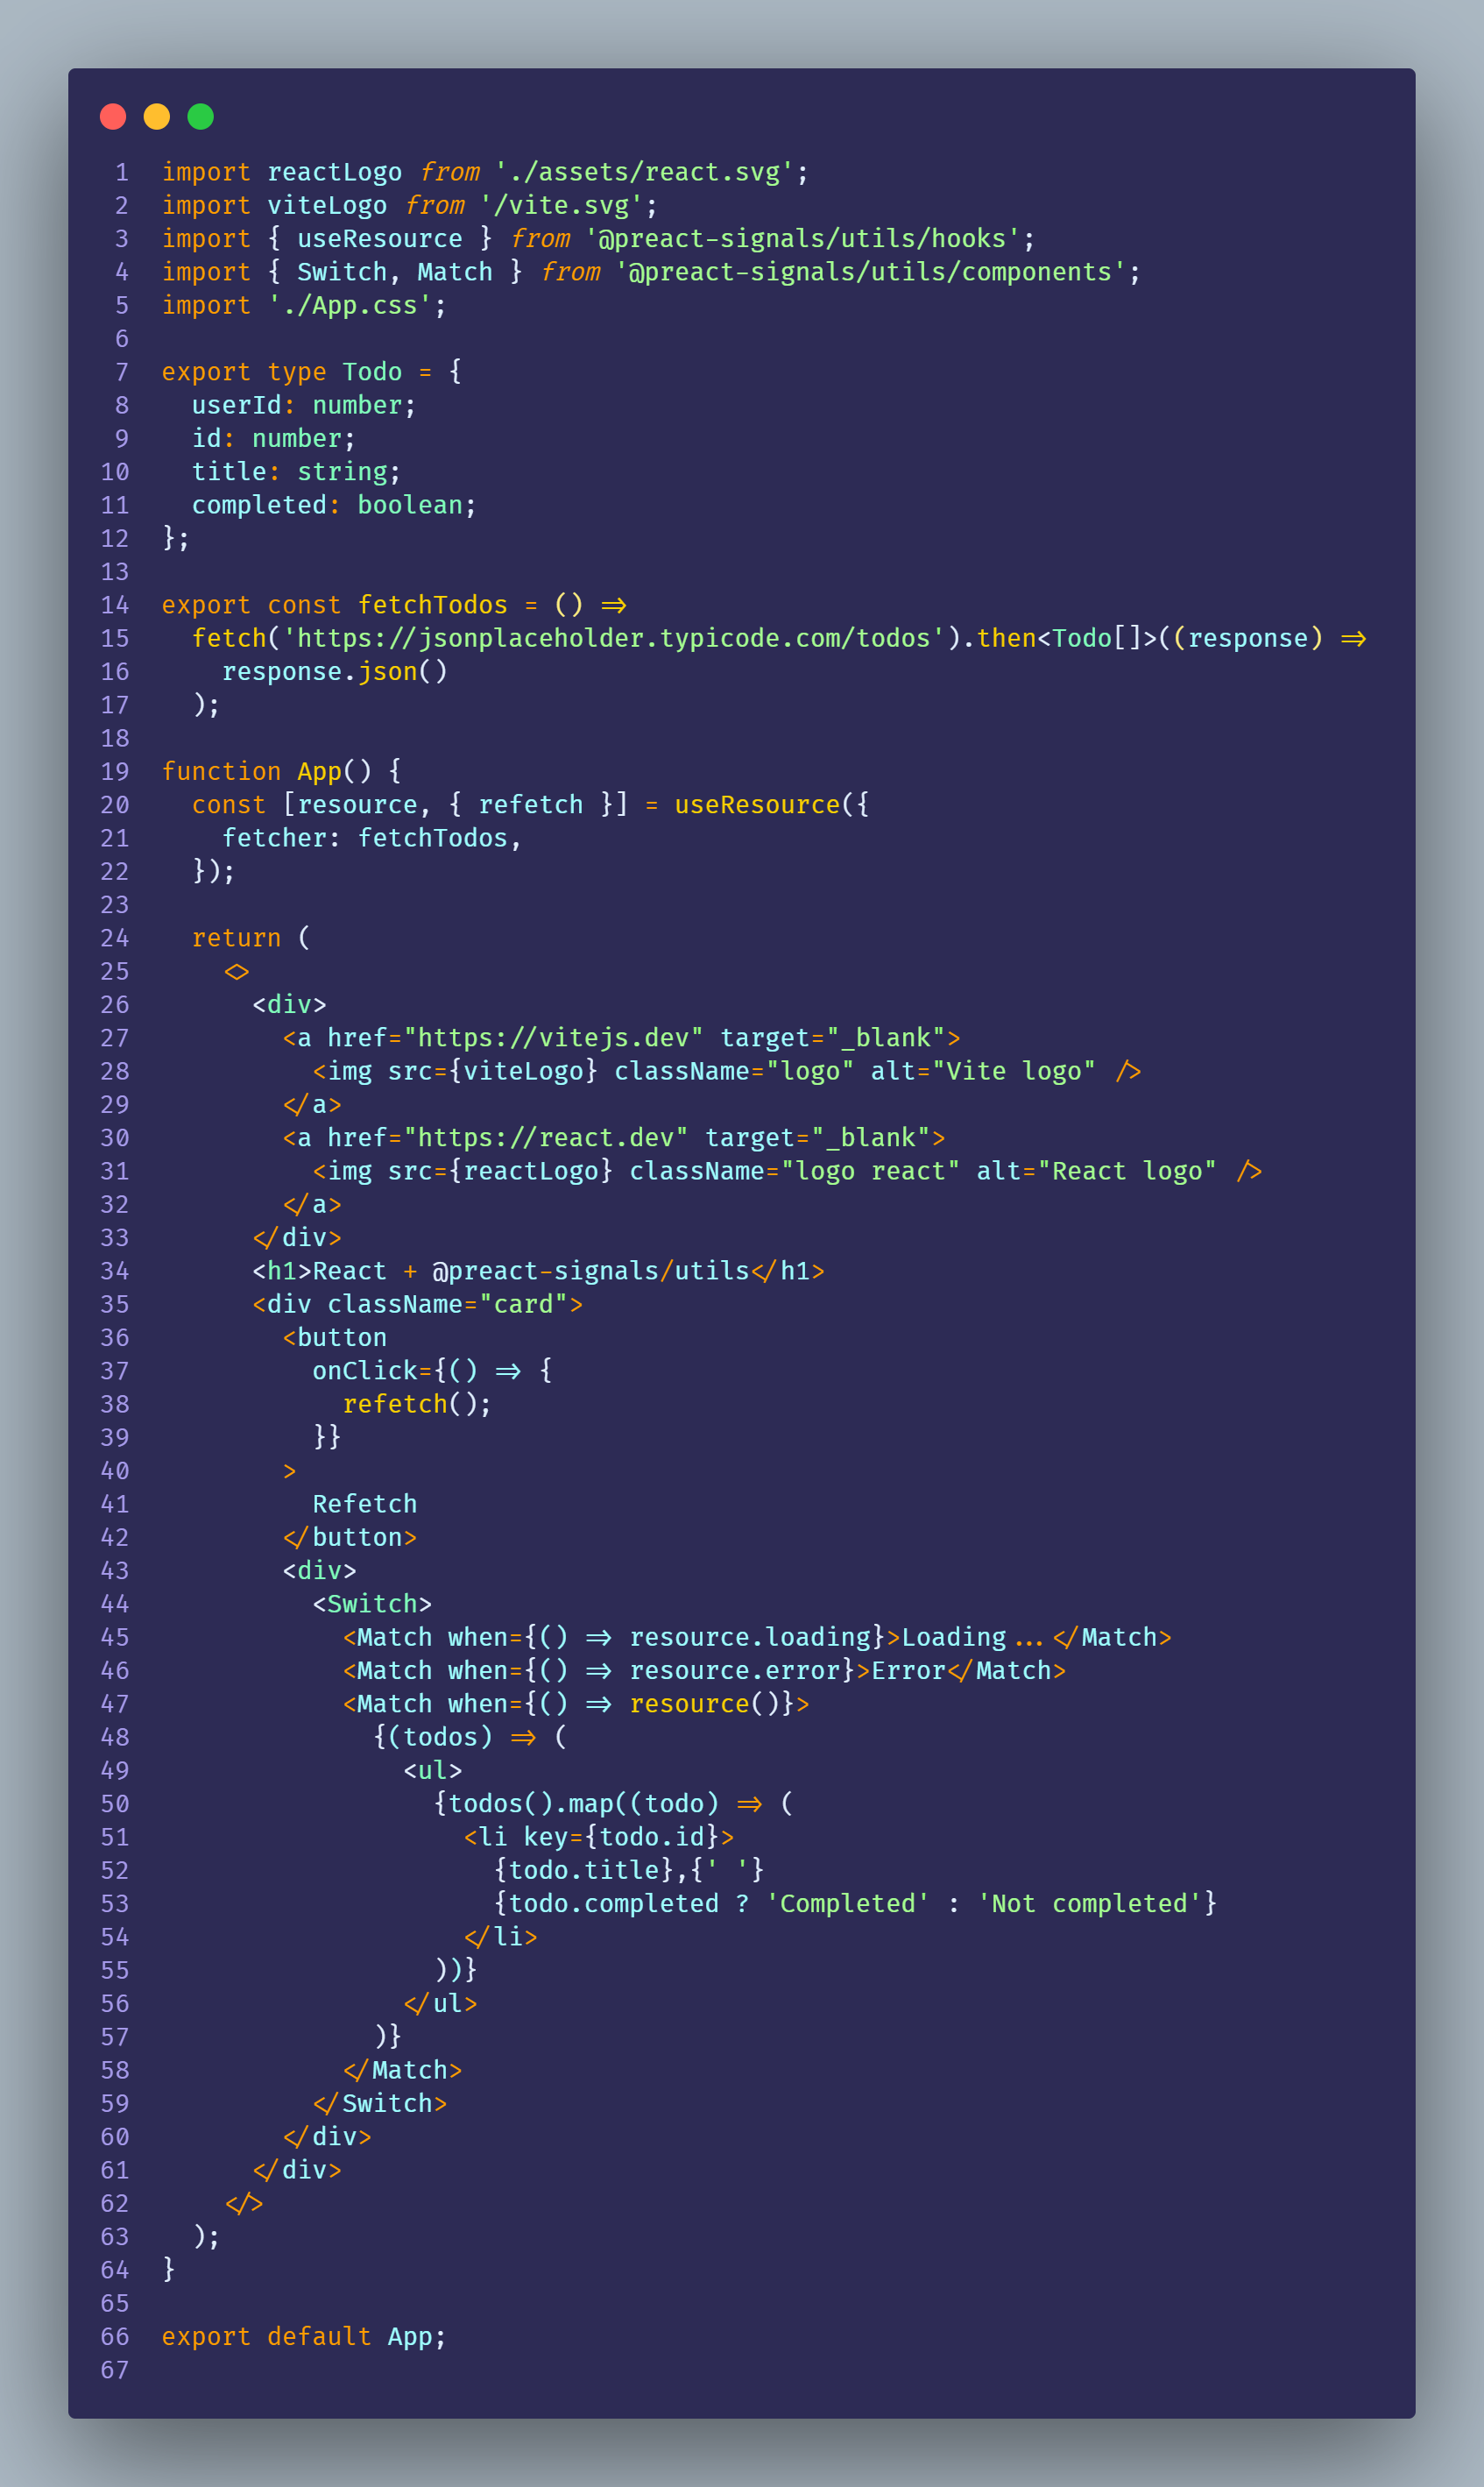 1 import reactLogo from './assets/react.svg';
2 import viteLogo from '/vite.svg';
3 import { useResource } from '@preact-signals/utils/hooks';
4 import { Switch, Match } from '@preact-signals/utils/components';
5 import './App.css';
6
7 export type Todo = {
8   userId: number;
9   id: number;
10   title: string;
11   completed: boolean;
12 };
13
14 export const fetchTodos = () =>
15   fetch('https://jsonplaceholder.typicode.com/todos').then<Todo[]>((response) =>
16     response.json()
17   );
18
19 function App() {
20   const [resource, { refetch }] = useResource({
21     fetcher: fetchTodos,
22   });
23
24   return (
25     <>
26       <div>
27         <a href="https://vitejs.dev" target="_blank">
28           <img src={viteLogo} className="logo" alt="Vite logo" />
29         </a>
30         <a href="https://react.dev" target="_blank">
31           <img src={reactLogo} className="logo react" alt="React logo" />
32         </a>
33       </div>
34       <h1>React + @preact-signals/utils</h1>
35       <div className="card">
36         <button
37           onClick={() => {
38             refetch();
39           }}
40         >
41           Refetch
42         </button>
43         <div>
44           <Switch>
45             <Match when={() => resource.loading}>Loading...</Match>
46             <Match when={() => resource.error}>Error</Match>
47             <Match when={() => resource()}>
48               {(todos) => (
49                 <ul>
50                   {todos().map((todo) => (
51                     <li key={todo.id}>
52                       {todo.title},{' '}
53                       {todo.completed ? 'Completed' : 'Not completed'}
54                     </li>
55                   ))}
56                 </ul>
57               )}
58             </Match>
59           </Switch>
60         </div>
61       </div>
62     </>
63   );
64 }
65
66 export default App;
67